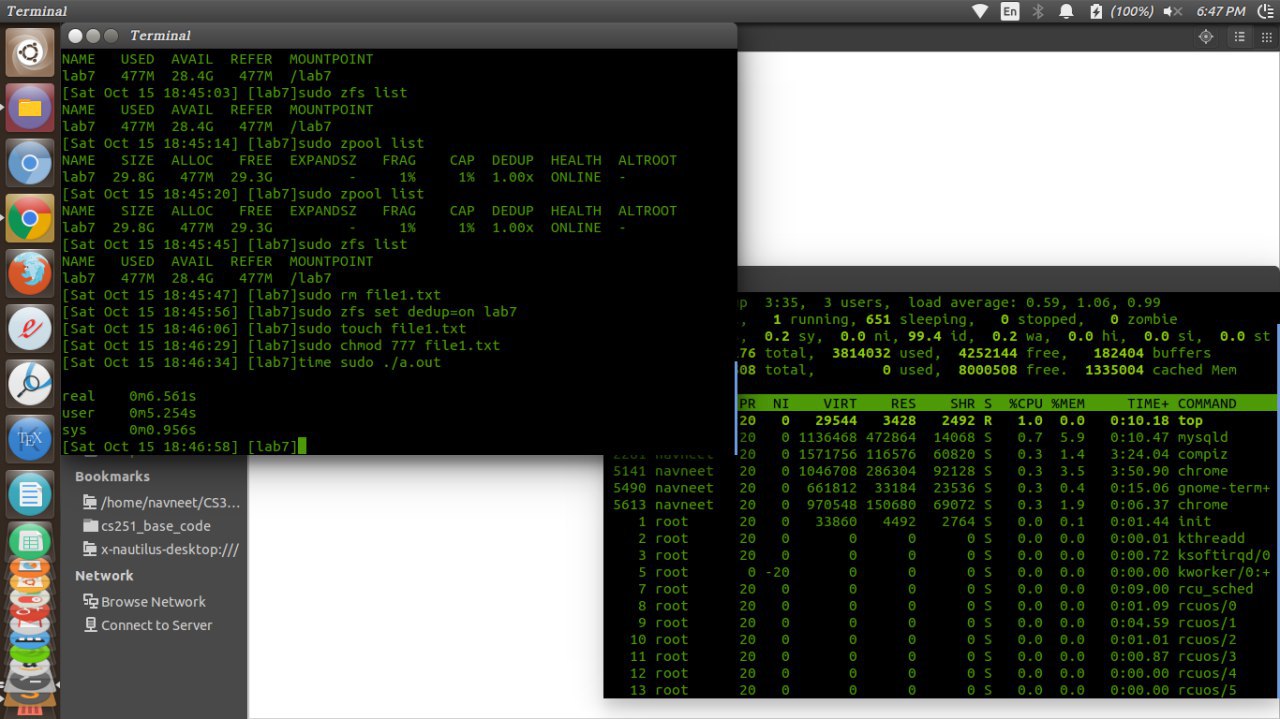 Terminal
En
(100%)
6:47 PM
Terminal
NAME USED AVAIL REFER MOUNTPOINT
lab7 477M 28.4G 477M /lab7
[Sat Oct 15 18:45:03] [lab7]sudo zfs list
NAME USED AVAIL REFER MOUNTPOINT
lab7 477M 28.4G 477M /lab7
[Sat Oct 15 18:45:14] [lab7]sudo zpool list
NAME SIZE ALLOC FREE EXPANDSZ FRAG CAP DEDUP HEALTH ALTROOT
lab7 29.8G 477M 29.3G - 1% 1% 1.00x ONLINE -
[Sat Oct 15 18:45:20] [lab7]sudo zpool list
NAME SIZE ALLOC FREE EXPANDSZ FRAG CAP DEDUP HEALTH ALTROOT
lab7 29.8G 477M 29.3G - 1% 1% 1.00x ONLINE -
[Sat Oct 15 18:45:45] [lab7]sudo zfs list
NAME USED AVAIL REFER MOUNTPOINT
lab7 477M 28.4G 477M /lab7
[Sat Oct 15 18:45:47] [lab7]sudo rm file1.txt
[Sat Oct 15 18:45:56] [lab7]sudo zfs set dedup=on lab7
[Sat Oct 15 18:46:06] [lab7]sudo touch file1.txt
[Sat Oct 15 18:46:29] [lab7]sudo chmod 777 file1.txt
[Sat Oct 15 18:46:34] [lab7]time sudo ./a.out
real 0m6.561s
user 0m5.254s
sys 0m0.956s
[Sat Oct 15 18:46:58] [lab7]
p 3:35, 3 users, load average: 0.59, 1.06, 0.99
, 1 running, 651 sleeping, 0 stopped, 0 zombie
, 0.2 sy, 0.0 ni, 99.4 id, 0.2 wa, 0.0 hi, 0.0 si, 0.0 st
76 total, 3814032 used, 4252144 free, 182404 buffers
08 total, 0 used, 8000508 free. 1335004 cached Mem
PR NI VIRT RES SHR S %CPU %MEM TIME+ COMMAND
20 0 29544 3428 2492 R 1.0 0.0 0:10.18 top
20 0 1136468 472864 14068 S 0.7 5.9 0:10.47 mysqld
20 0 1571756 116576 60820 S 0.3 1.4 3:24.04 compiz
5141 navneet 20 0 1046708 286304 92128 S 0.3 3.5 3:50.90 chrome
5490 navneet 20 0 661812 33184 23536 S 0.3 0.4 0:15.06 gnome-term+
5613 navneet 20 0 970548 150680 69072 S 0.3 1.9 0:06.37 chrome
1 root 20 0 33860 4492 2764 S 0.0 0.1 0:01.44 init
2 root 20 0 0 0 0 S 0.0 0.0 0:00.01 kthreadd
3 root 20 0 0 0 0 S 0.0 0.0 0:00.72 ksoftirqd/0
5 root 0 -20 0 0 0 S 0.0 0.0 0:00.00 kworker/0:+
7 root 20 0 0 0 0 S 0.0 0.0 0:09.00 rcu_sched
8 root 20 0 0 0 0 S 0.0 0.0 0:01.09 rcuos/0
9 root 20 0 0 0 0 S 0.0 0.0 0:04.59 rcuos/1
10 root 20 0 0 0 0 S 0.0 0.0 0:01.01 rcuos/2
11 root 20 0 0 0 0 S 0.0 0.0 0:00.87 rcuos/3
12 root 20 0 0 0 0 S 0.0 0.0 0:00.00 rcuos/4
13 root 20 0 0 0 0 S 0.0 0.0 0:00.00 rcuos/5
Bookmarks
/home/navneet/CS3...
cs251_base_code
x-nautilus-desktop:///
Network
Browse Network
Connect to Server
TEX